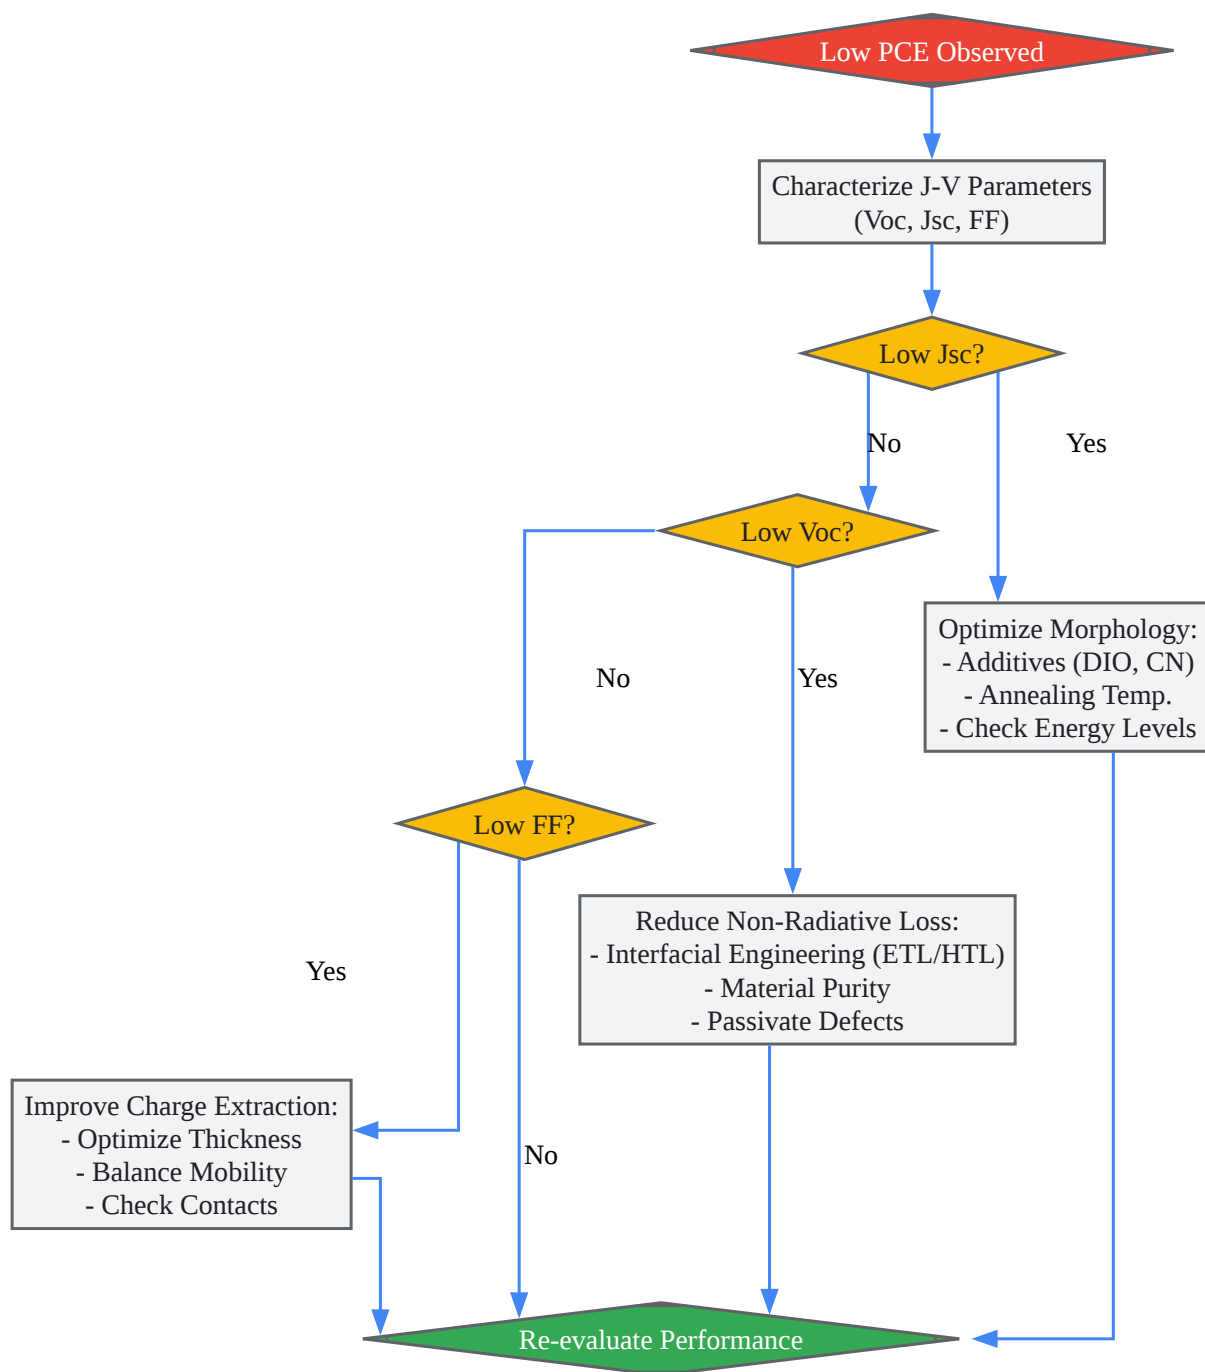 Low PCE Observed
Characterize J-V Parameters
(Voc, Jsc, FF)
Low Jsc?
No
Yes
Low Voc?
Optimize Morphology:
- Additives (DIO, CN)
- Annealing Temp.
- Check Energy Levels
No
Yes
Low FF?
Reduce Non-Radiative Loss:
- Interfacial Engineering (ETL/HTL)
- Material Purity
- Passivate Defects
Yes
Improve Charge Extraction:
- Optimize Thickness
- Balance Mobility
- Check Contacts
No
Re-evaluate Performance